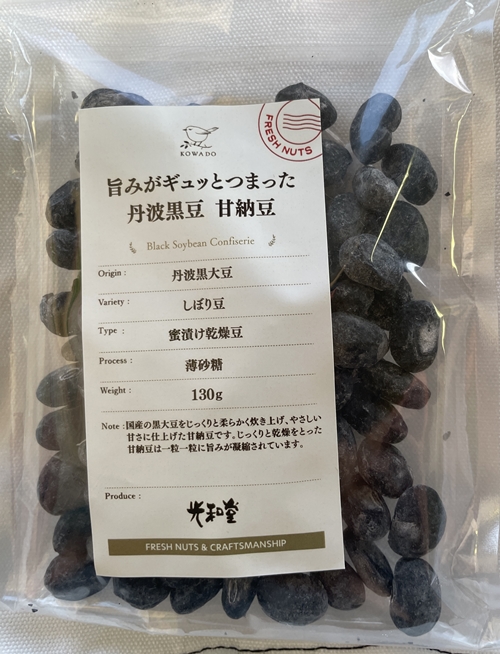 KOWADO
FRESH NUTS
旨みがギュッとつまった
丹波黒豆 甘納豆
Black Soybean Confiserie
Origin : 丹波黒大豆
Variety : しぼり豆
Type : 蜜漬け乾燥豆
Process : 薄砂糖
Weight : 130g
Note : 国産の黒大豆をじっくりと柔らかく炊き上げ、やさしい
甘さに仕上げた甘納豆です。じっくりと乾燥をとった
甘納豆は一粒一粒に旨みが凝縮されています。
Produce : 光和堂
FRESH NUTS & CRAFTSMANSHIP